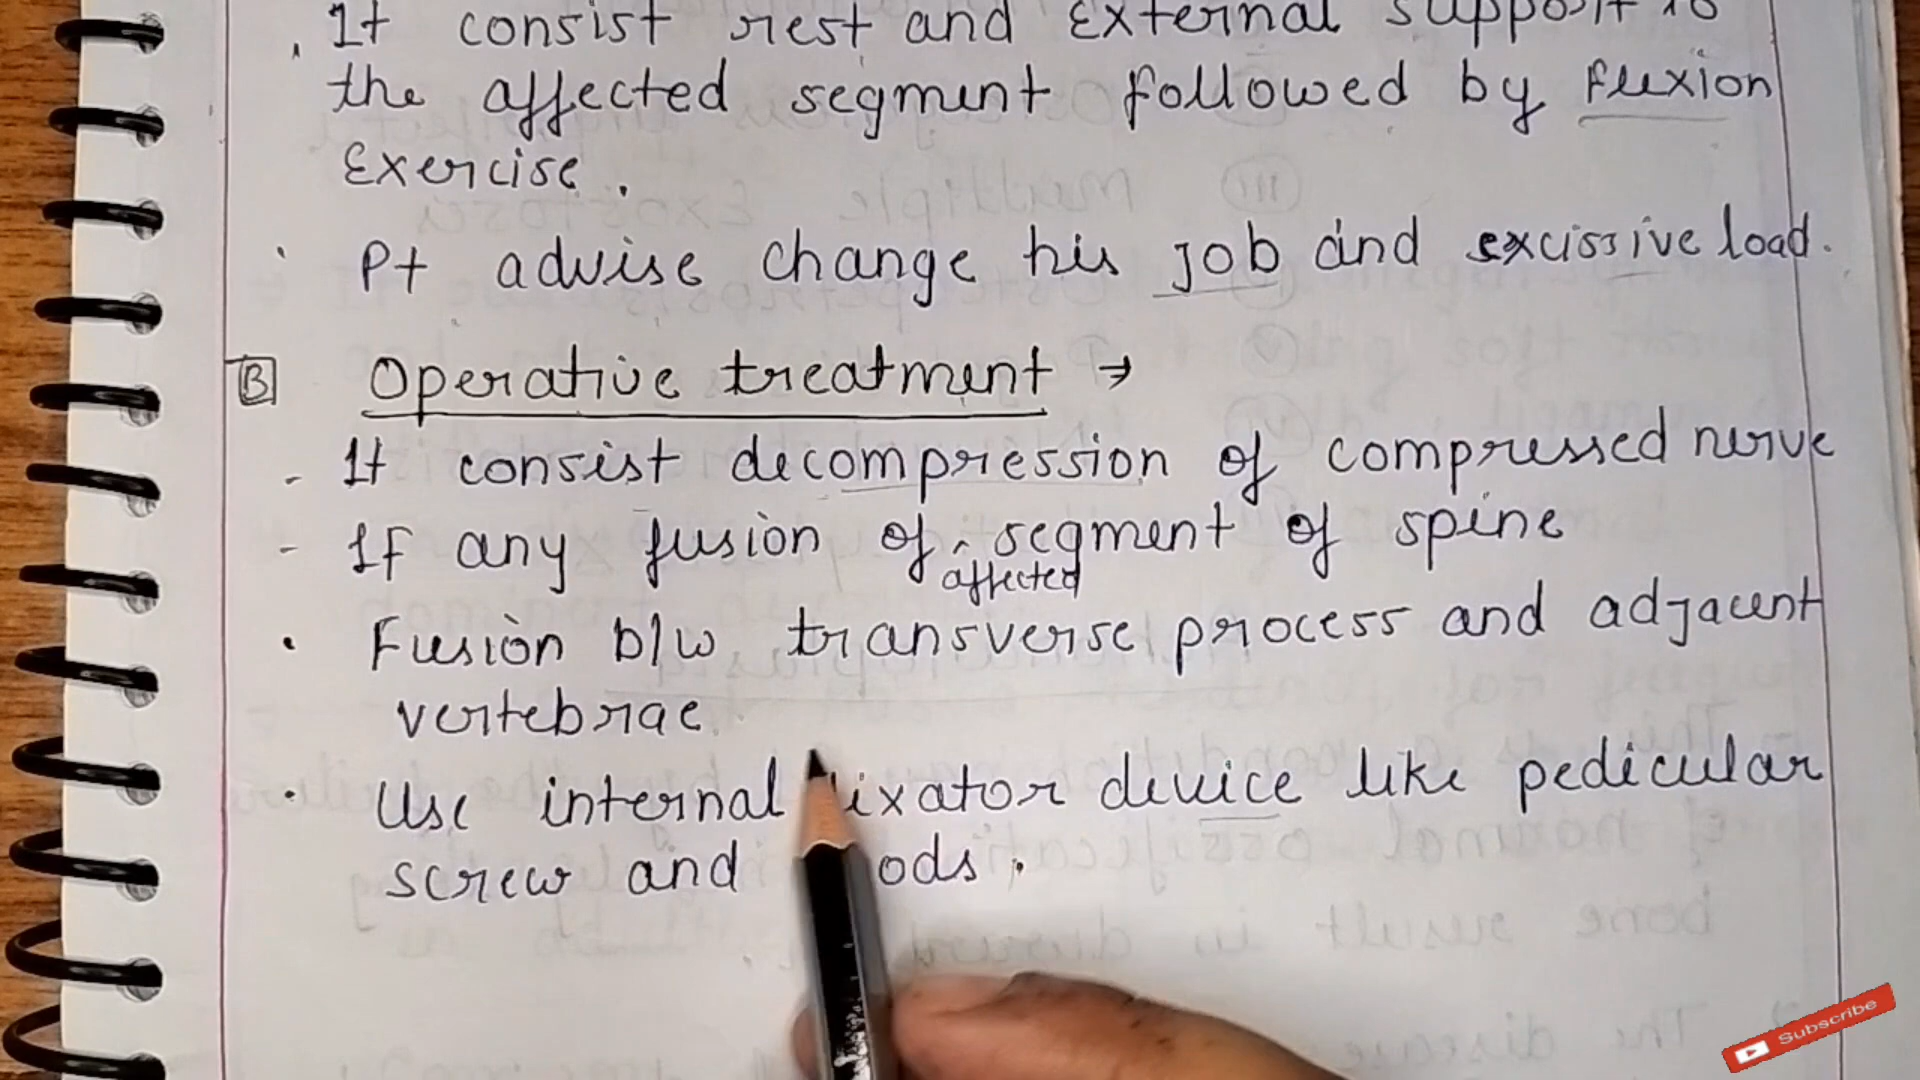 . It consist rest and External support to
the affected segment followed by flexion
Exercise.
· Pt advise change his job and excissive load.
B Operative treatment →
- It consist decompression of compressed nerve
- If any fusion of ^ segment of spine
affected
· Fusion b/w transverse process and adjacent
vertebrae
· Use internal fixator device like pedicular
screw and rods.
Subscribe